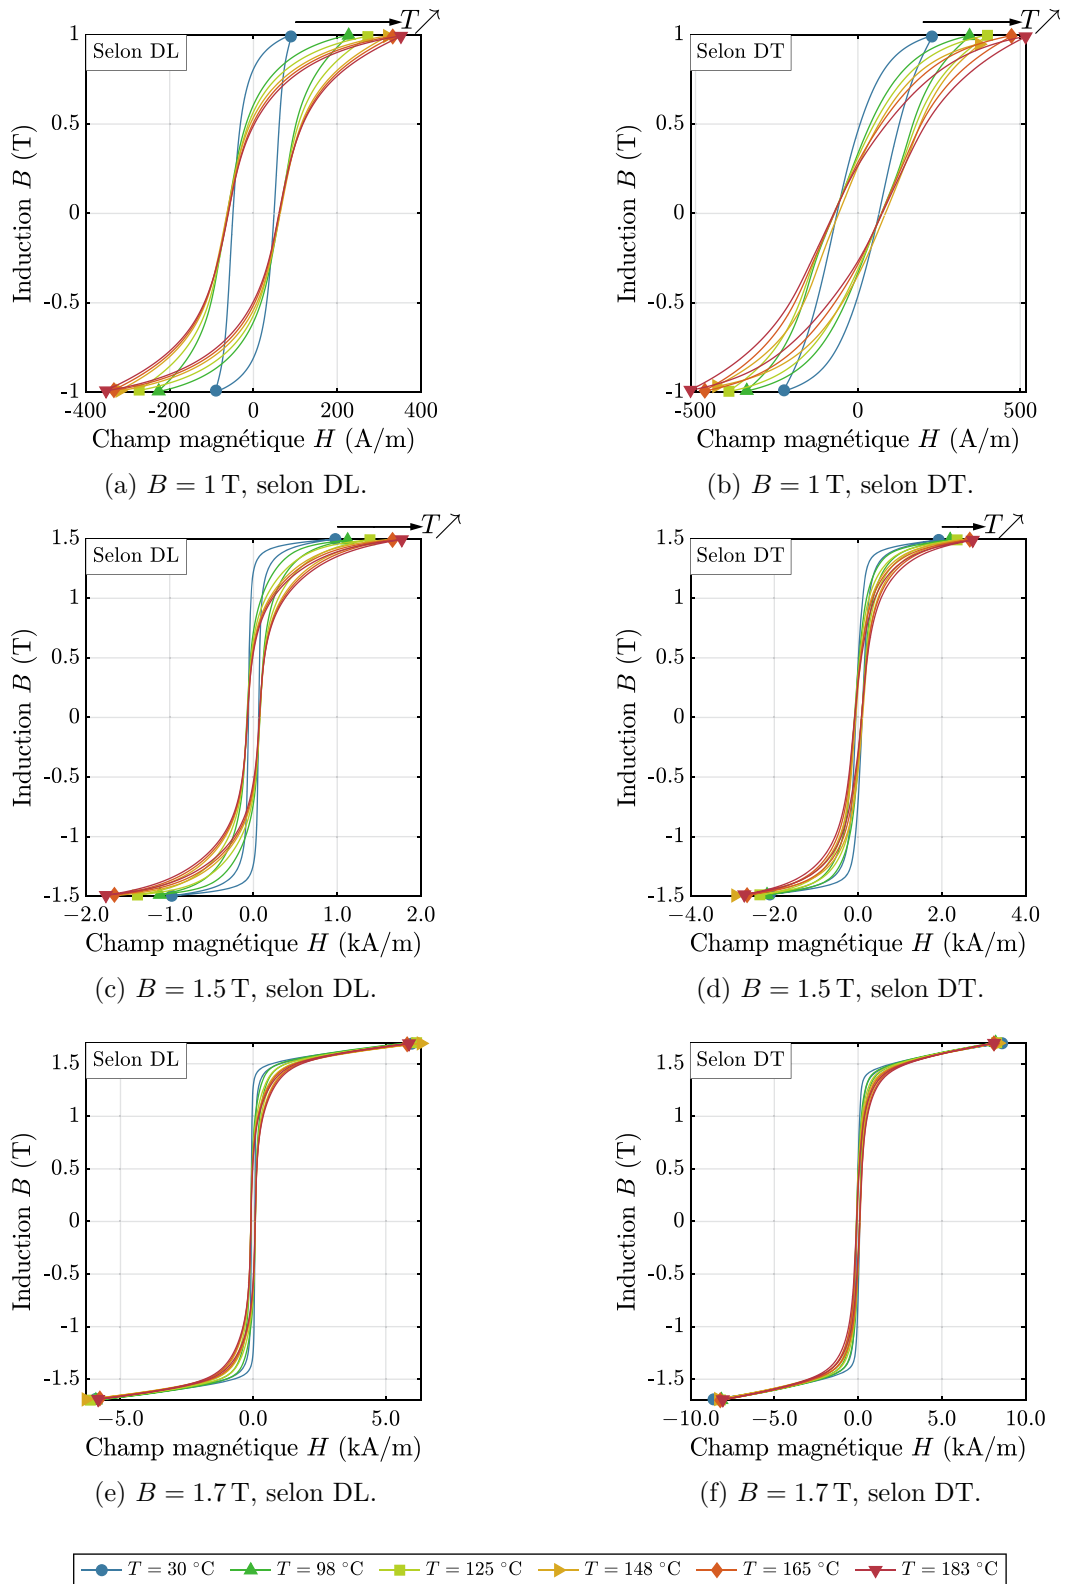 T↗ T↗
1 Selon DL 0.5 0 -0.5 -1 Induction B (T)
-400 -200 0 200 400
Champ magnétique H (A/m)
(a) B = 1 T, selon DL.
1 Selon DT 0.5 0 -0.5 -1 Induction B (T)
-500 0 500
Champ magnétique H (A/m)
(b) B = 1 T, selon DT.
T↗ T↗
1.5 Selon DL 1 0.5 0 -0.5 -1 -1.5 Induction B (T)
−2.0 −1.0 0.0 1.0 2.0
Champ magnétique H (kA/m)
(c) B = 1.5 T, selon DL.
1.5 Selon DT 1 0.5 0 -0.5 -1 -1.5 Induction B (T)
−4.0 −2.0 0.0 2.0 4.0
Champ magnétique H (kA/m)
(d) B = 1.5 T, selon DT.
1.5 Selon DL 1 0.5 0 -0.5 -1 -1.5 Induction B (T)
−5.0 0.0 5.0
Champ magnétique H (kA/m)
(e) B = 1.7 T, selon DL.
1.5 Selon DT 1 0.5 0 -0.5 -1 -1.5 Induction B (T)
−10.0 −5.0 0.0 5.0 10.0
Champ magnétique H (kA/m)
(f) B = 1.7 T, selon DT.
T = 30 °C T = 98 °C T = 125 °C T = 148 °C T = 165 °C T = 183 °C